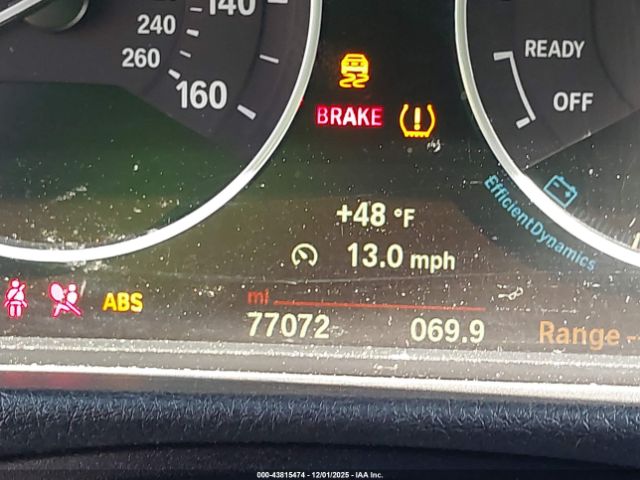 140
240
260
160
READY
OFF
BRAKE
+48 °F
13.0 mph
EfficientDynamics
ABS
mi
77072
069.9
Range --
000-43815474 - 12/01/2025 - IAA Inc.